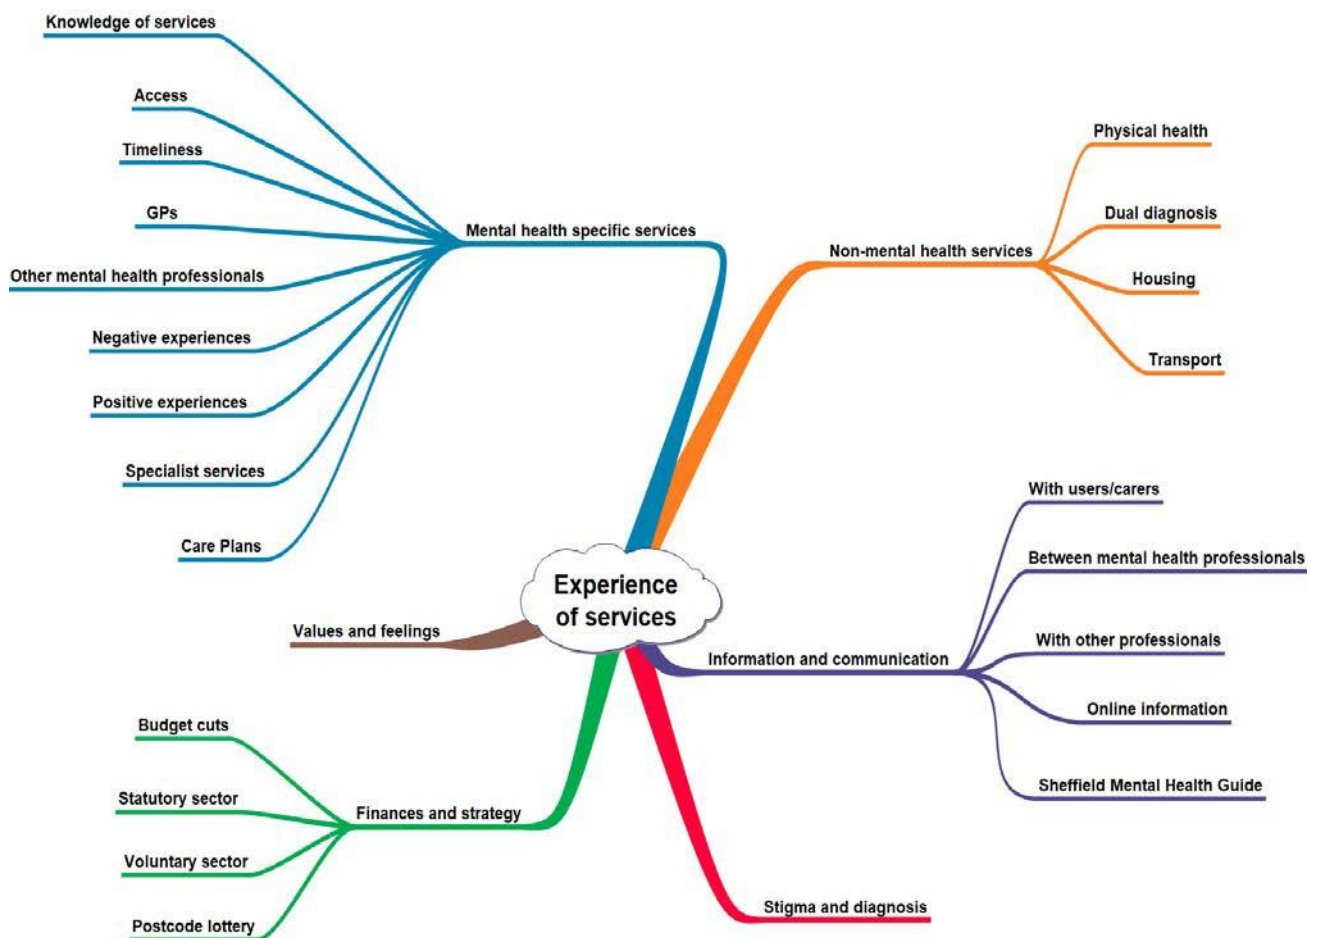 Knowledge of services
Access
Timeliness
GPs
Other mental health professionals
Negative experiences
Positive experiences
Specialist services
Care Plans
Mental health specific services
Physical health
Dual diagnosis
Housing
Transport
Non-mental health services
Experience
of services
Values and feelings
With users/carers
Between mental health professionals
With other professionals
Online information
Sheffield Mental Health Guide
Information and communication
Budget cuts
Statutory sector
Voluntary sector
Postcode lottery
Finances and strategy
Stigma and diagnosis